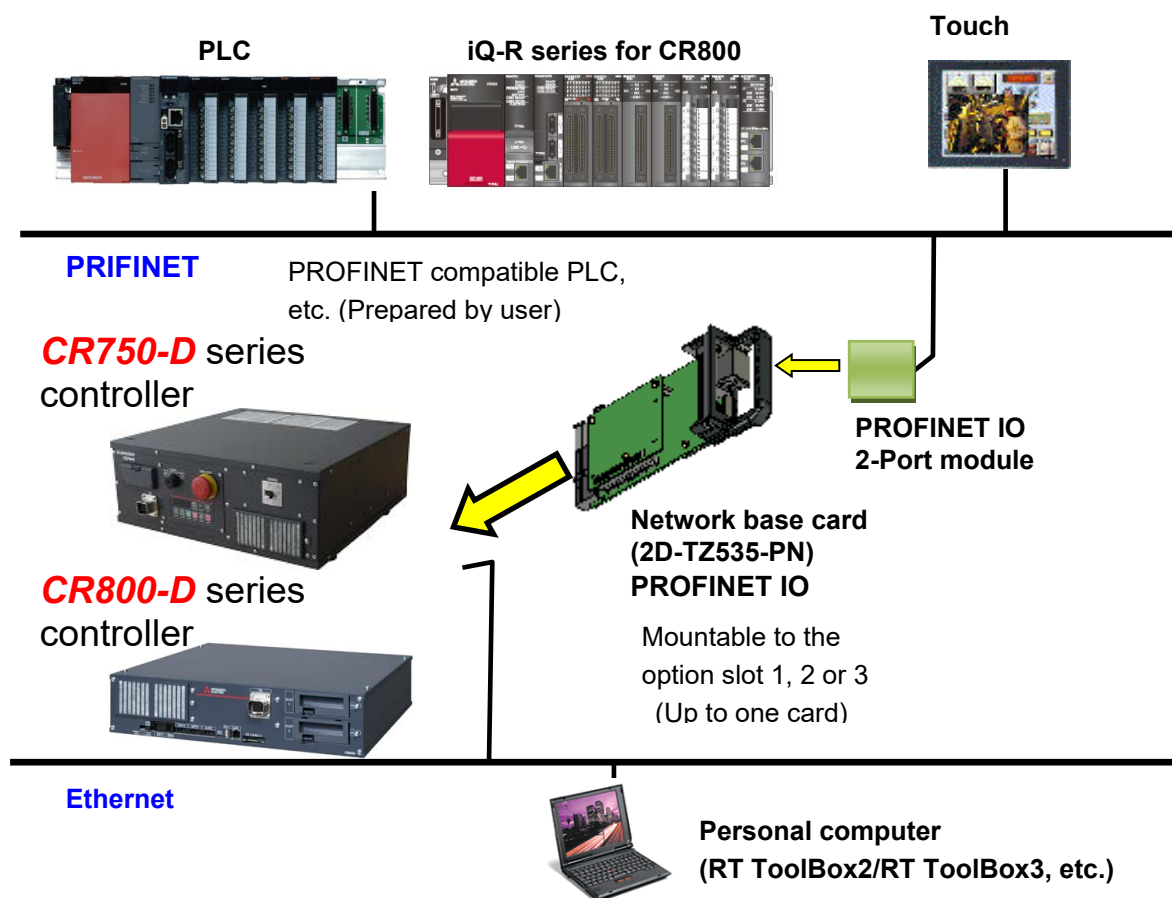 PLC
iQ-R series for CR800
Touch
PRIFINET
PROFINET compatible PLC,
etc. (Prepared by user)
CR750-D series
controller
PROFINET IO
2-Port module
Network base card
(2D-TZ535-PN)
PROFINET IO
CR800-D series
controller
Mountable to the
option slot 1, 2 or 3
(Up to one card)
Ethernet
Personal computer
(RT ToolBox2/RT ToolBox3, etc.)